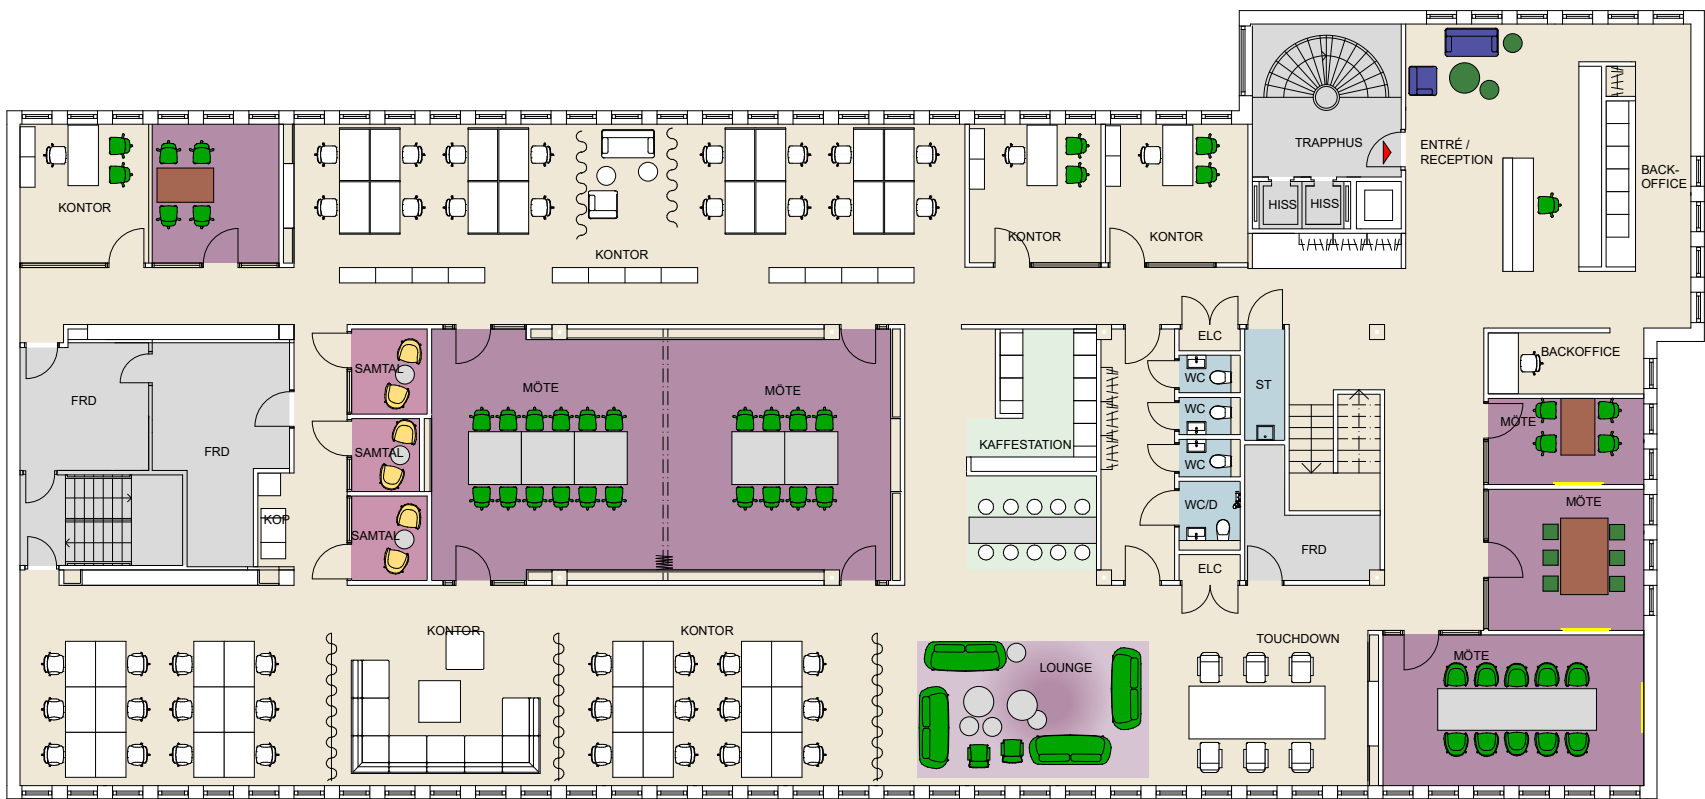 TRAPPHUS
ENTRÉ /
RECEPTION
BACK-
OFFICE
HISS
HISS
KONTOR
KONTOR
KONTOR
KONTOR
ELC
BACKOFFICE
SAMTAL
MÖTE
MÖTE
WC
ST
FRD
WC
MÖTE
FRD
SAMTAL
KAFFESTATION
WC
KOP
SAMTAL
WC/D
MÖTE
FRD
ELC
KONTOR
KONTOR
LOUNGE
TOUCHDOWN
MÖTE